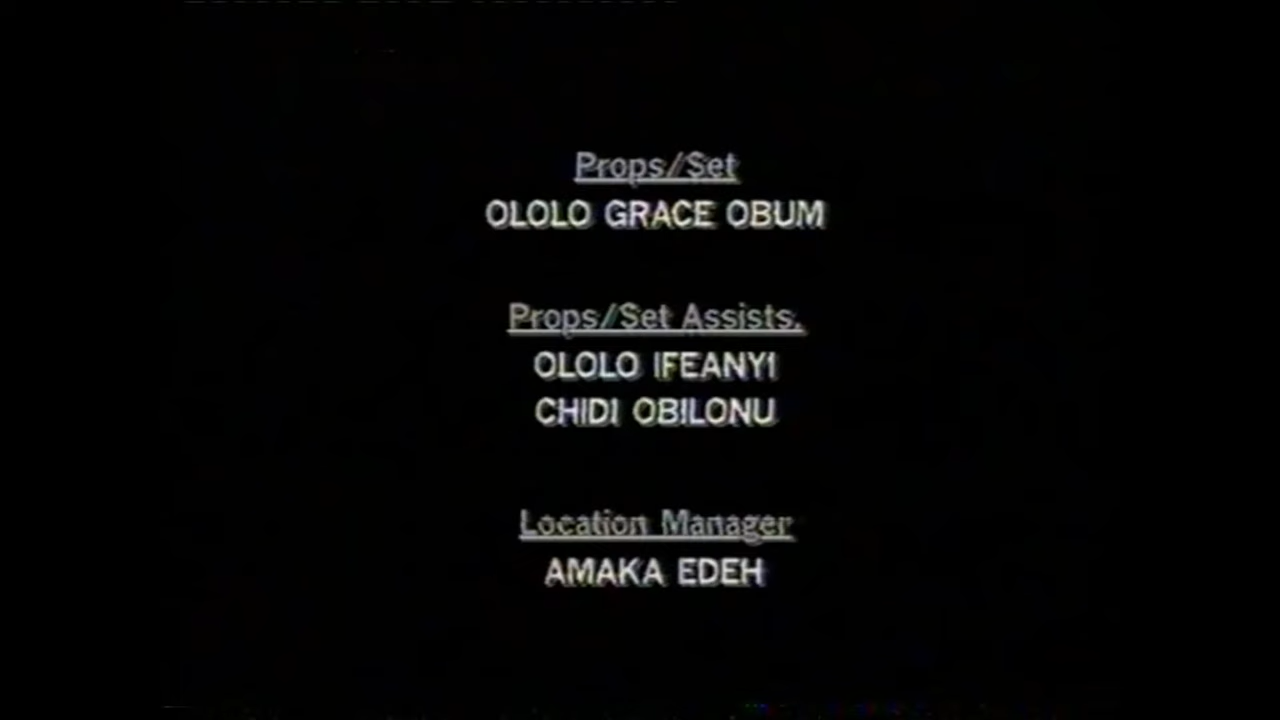 Props/Set
OLOLO GRACE OBUM
Props/Set Assists.
OLOLO IFEANYI
CHIDI OBILONU
Location Manager
AMAKA EDEH